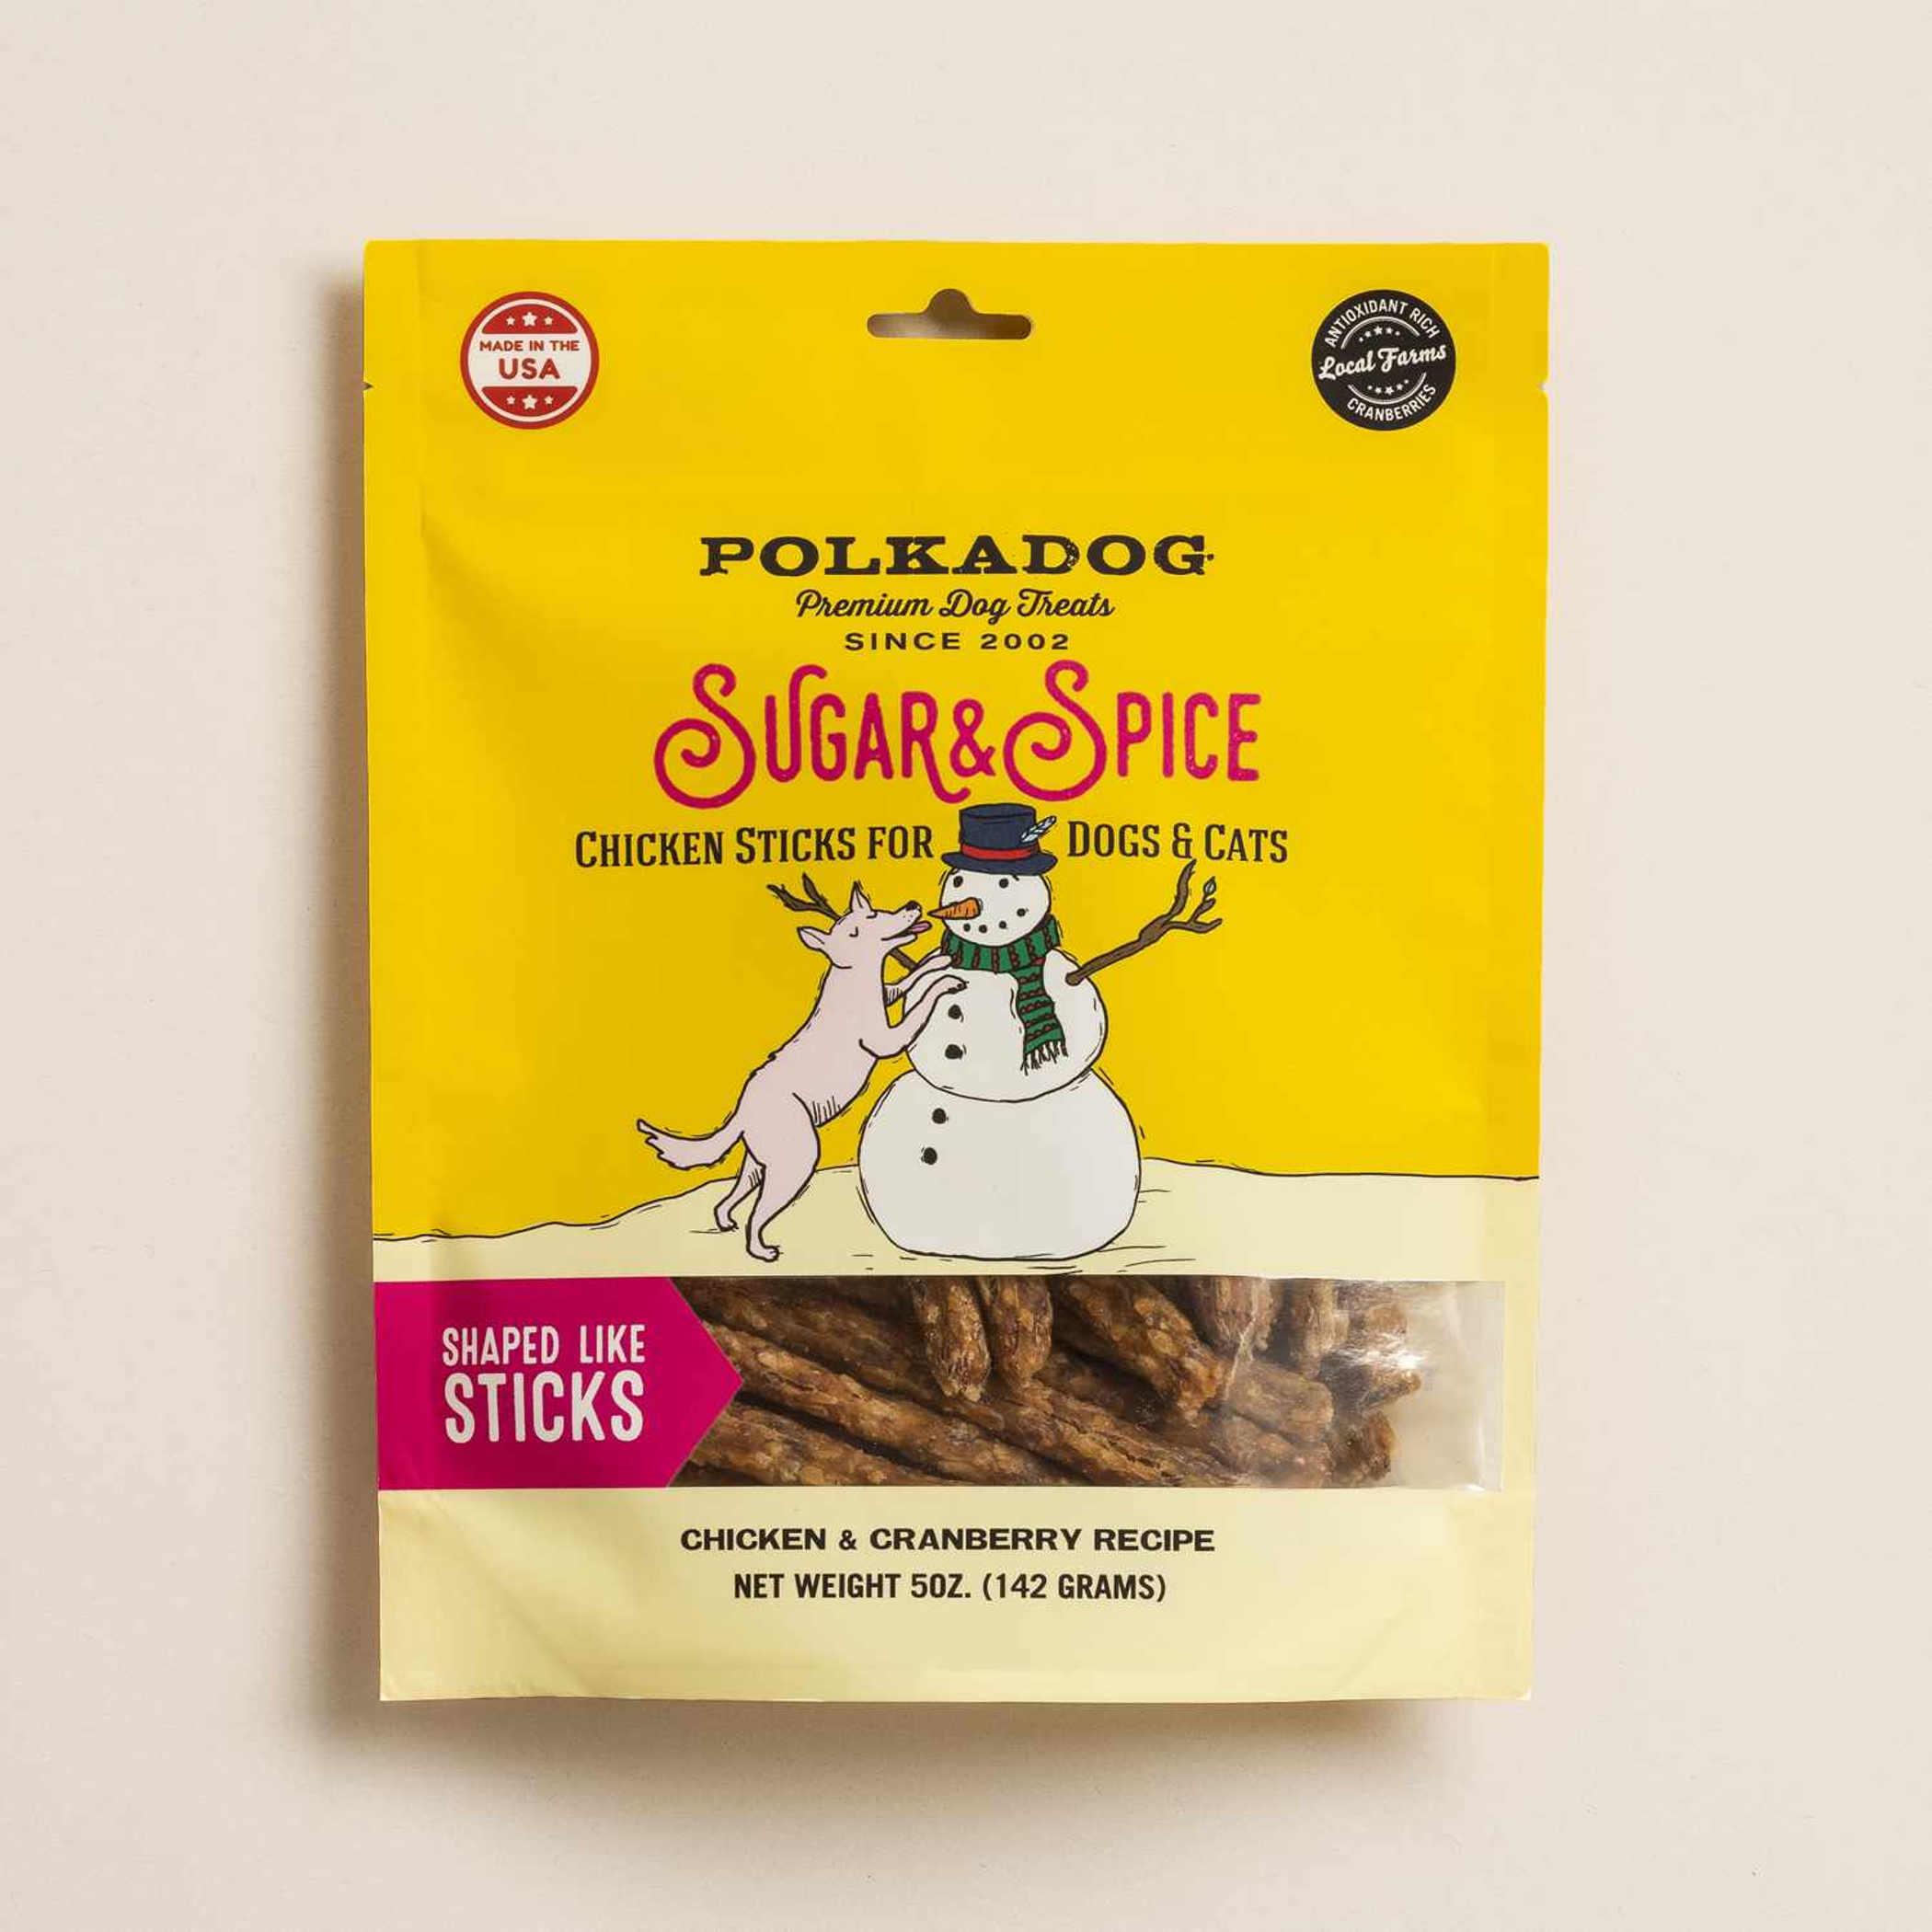 MADE IN THE
USA
ANTIOXIDANT RICH
Local Farms
CRANBERRIES
POLKADOG
Premium Dog Treats
SINCE 2002
SUGAR & SPICE
CHICKEN STICKS FOR DOGS & CATS
SHAPED LIKE
STICKS
CHICKEN & CRANBERRY RECIPE
NET WEIGHT 5OZ. (142 GRAMS)